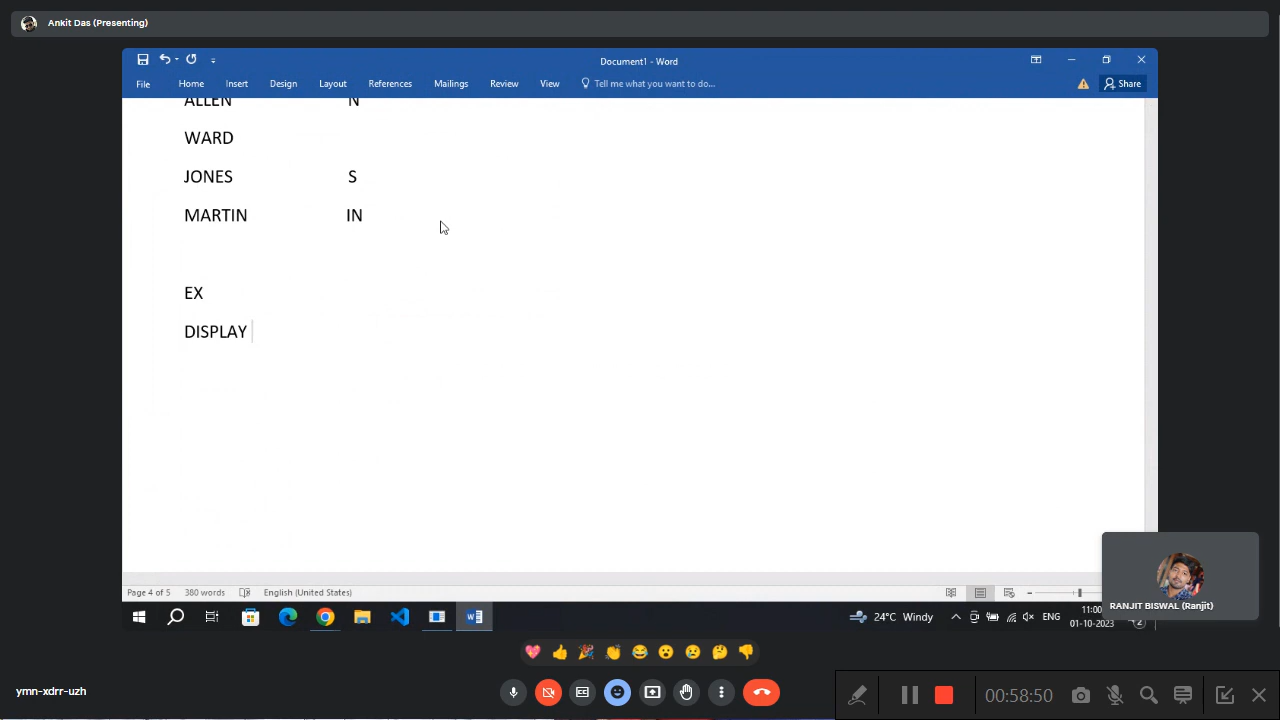 Ankit Das (Presenting)
Document1 - Word
File Home Insert Design Layout References Mailings Review View Tell me what you want to do... Share
ALLEN N
WARD
JONES S
MARTIN IN
EX
DISPLAY
Page 4 of 5 380 words English (United States)
RANJIT BISWAL (Ranjit)
24°C Windy ENG 11:00
01-10-2023 2
ymn-xdrr-uzh
00:58:50